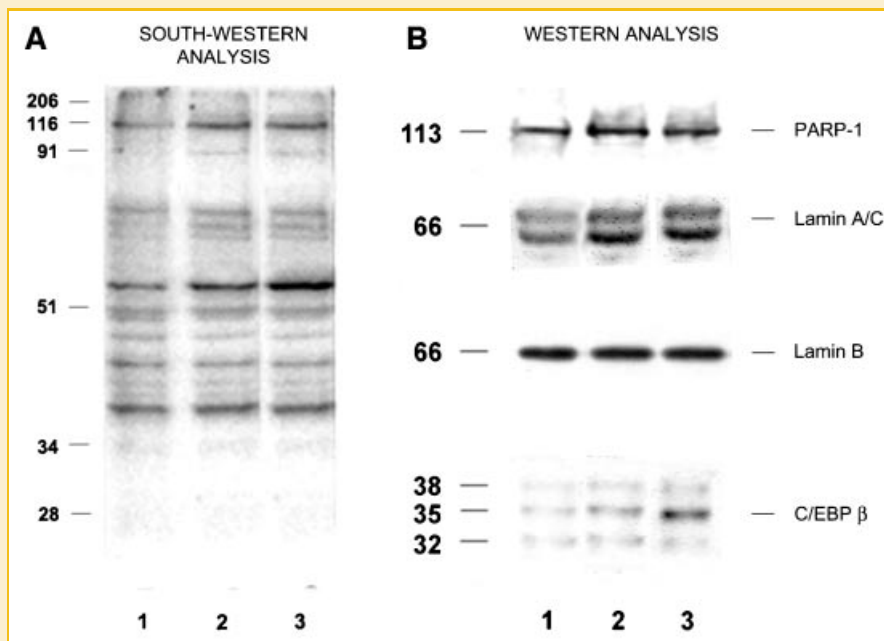 A
SOUTH-WESTERN
ANALYSIS
206
116
91
51
34
28
1 2 3
B
WESTERN ANALYSIS
113 PARP-1
66 Lamin A/C
66 Lamin B
38
35 C/EBP β
32
1 2 3